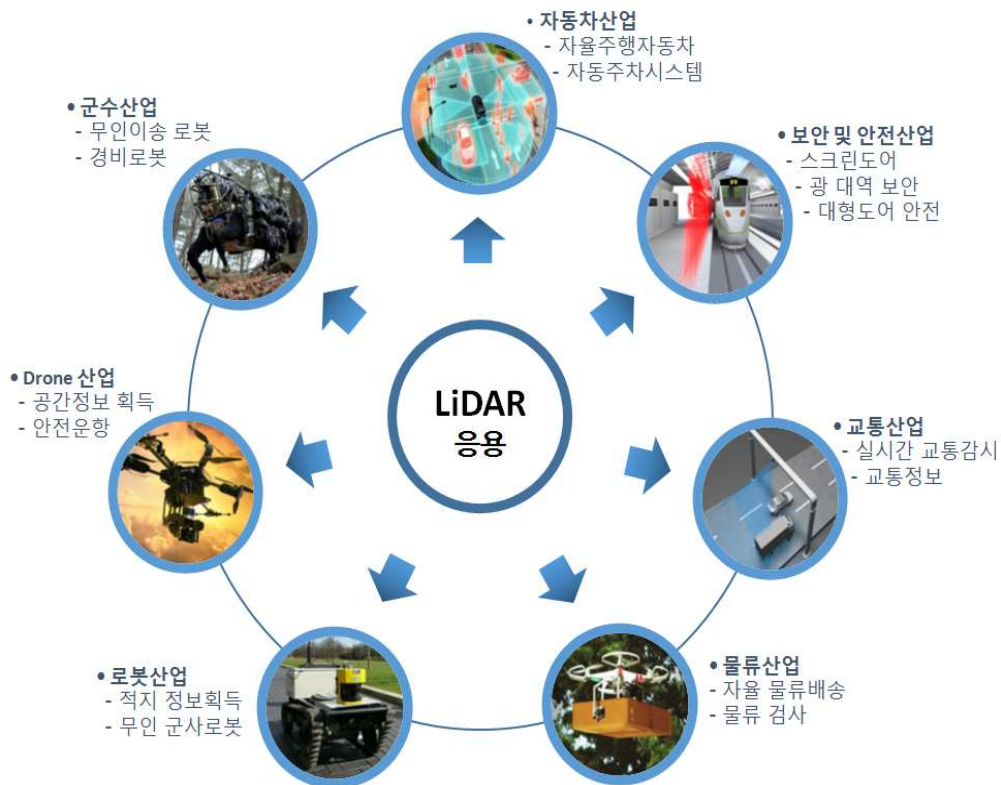 • 자동차산업
- 자율주행자동차
- 자동주차시스템
• 보안 및 안전산업
- 스크린도어
- 광 대역 보안
- 대형도어 안전
• 교통산업
- 실시간 교통감시
- 교통정보
• 물류산업
- 자율 물류배송
- 물류 검사
• 로봇산업
- 적지 정보획득
- 무인 군사로봇
• Drone 산업
- 공간정보 획득
- 안전운항
• 군수산업
- 무인이송 로봇
- 경비로봇
LiDAR
응용